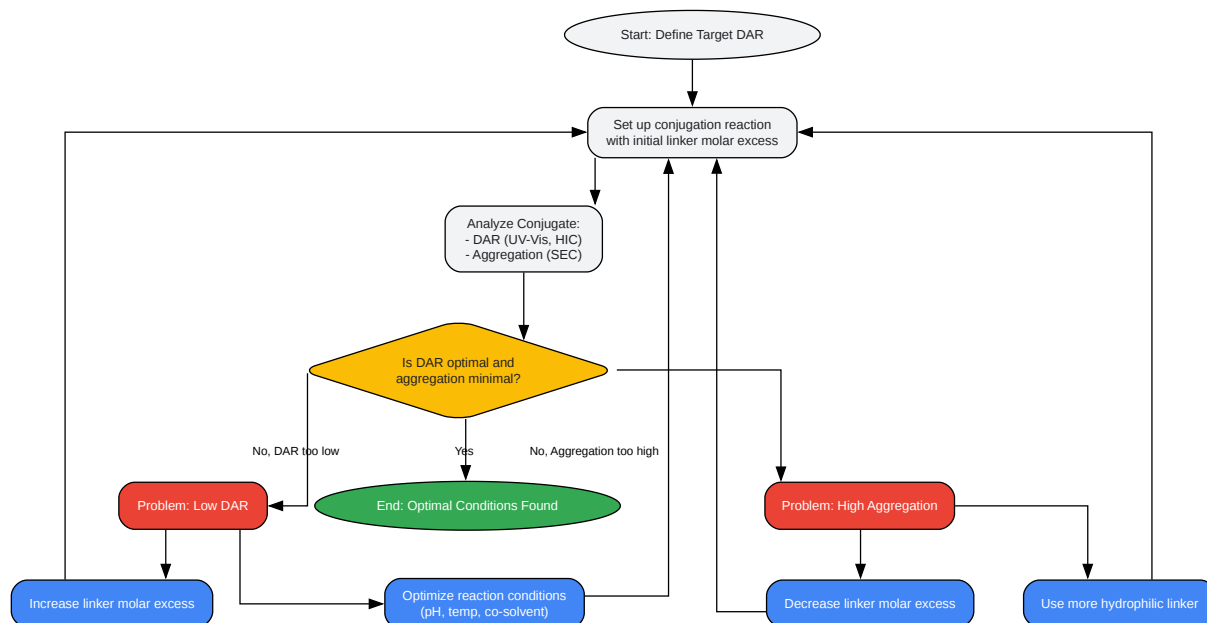 Start: Define Target DAR
Set up conjugation reaction
with initial linker molar excess
Analyze Conjugate:
- DAR (UV-Vis, HIC)
- Aggregation (SEC)
Is DAR optimal and
aggregation minimal?
No, DAR too low
Yes
No, Aggregation too high
Problem: Low DAR
End: Optimal Conditions Found
Problem: High Aggregation
Increase linker molar excess
Optimize reaction conditions
(pH, temp, co-solvent)
Decrease linker molar excess
Use more hydrophilic linker